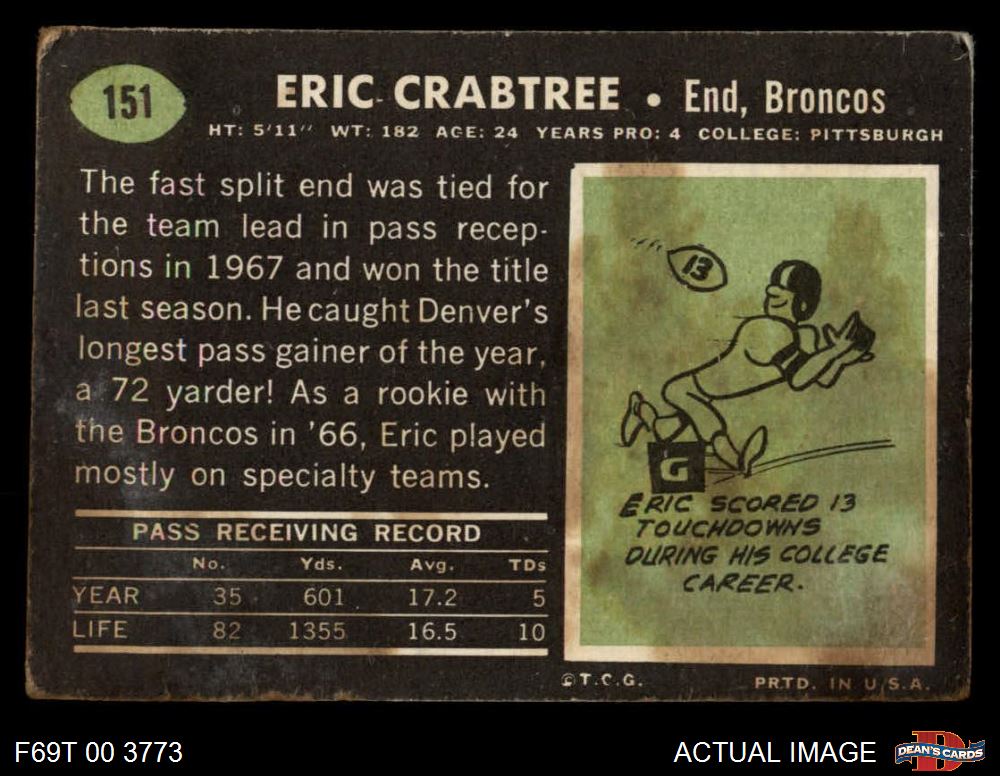 151
ERIC CRABTREE • End, Broncos
HT: 5'11" WT: 182 AGE: 24 YEARS PRO: 4 COLLEGE: PITTSBURGH
The fast split end was tied for
the team lead in pass recep-
tions in 1967 and won the title
last season. He caught Denver's
longest pass gainer of the year,
a 72 yarder! As a rookie with
the Broncos in '66, Eric played
mostly on specialty teams.
PASS RECEIVING RECORD
No. Yds. Avg. TDs
YEAR 35 601 17.2 5
LIFE 82 1355 16.5 10
13
G
ERIC SCORED 13
TOUCHDOWNS
DURING HIS COLLEGE
CAREER.
©T.C.G. PRTD. IN U.S.A.
F69T 00 3773
ACTUAL IMAGE
D
DEAN'S CARDS